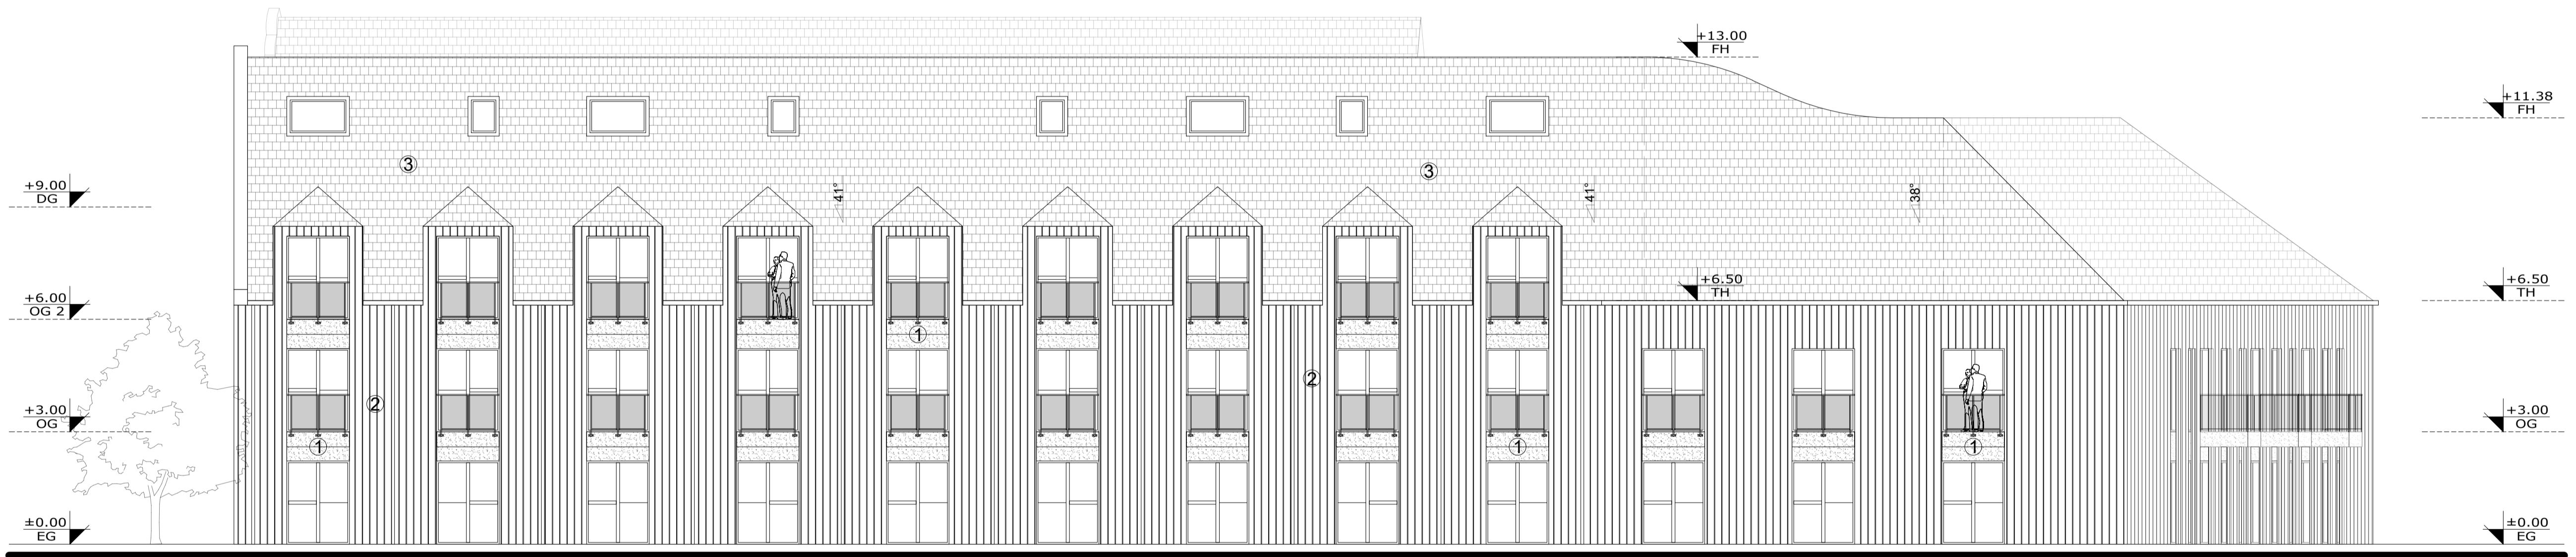 +13.00
FH
+11.38
FH
3
3
+9.00
DG
41°
41°
38°
+6.50
TH
+6.50
TH
+6.00
OG 2
1
2
2
+3.00
OG
+3.00
OG
1
1
1
±0.00
EG
±0.00
EG